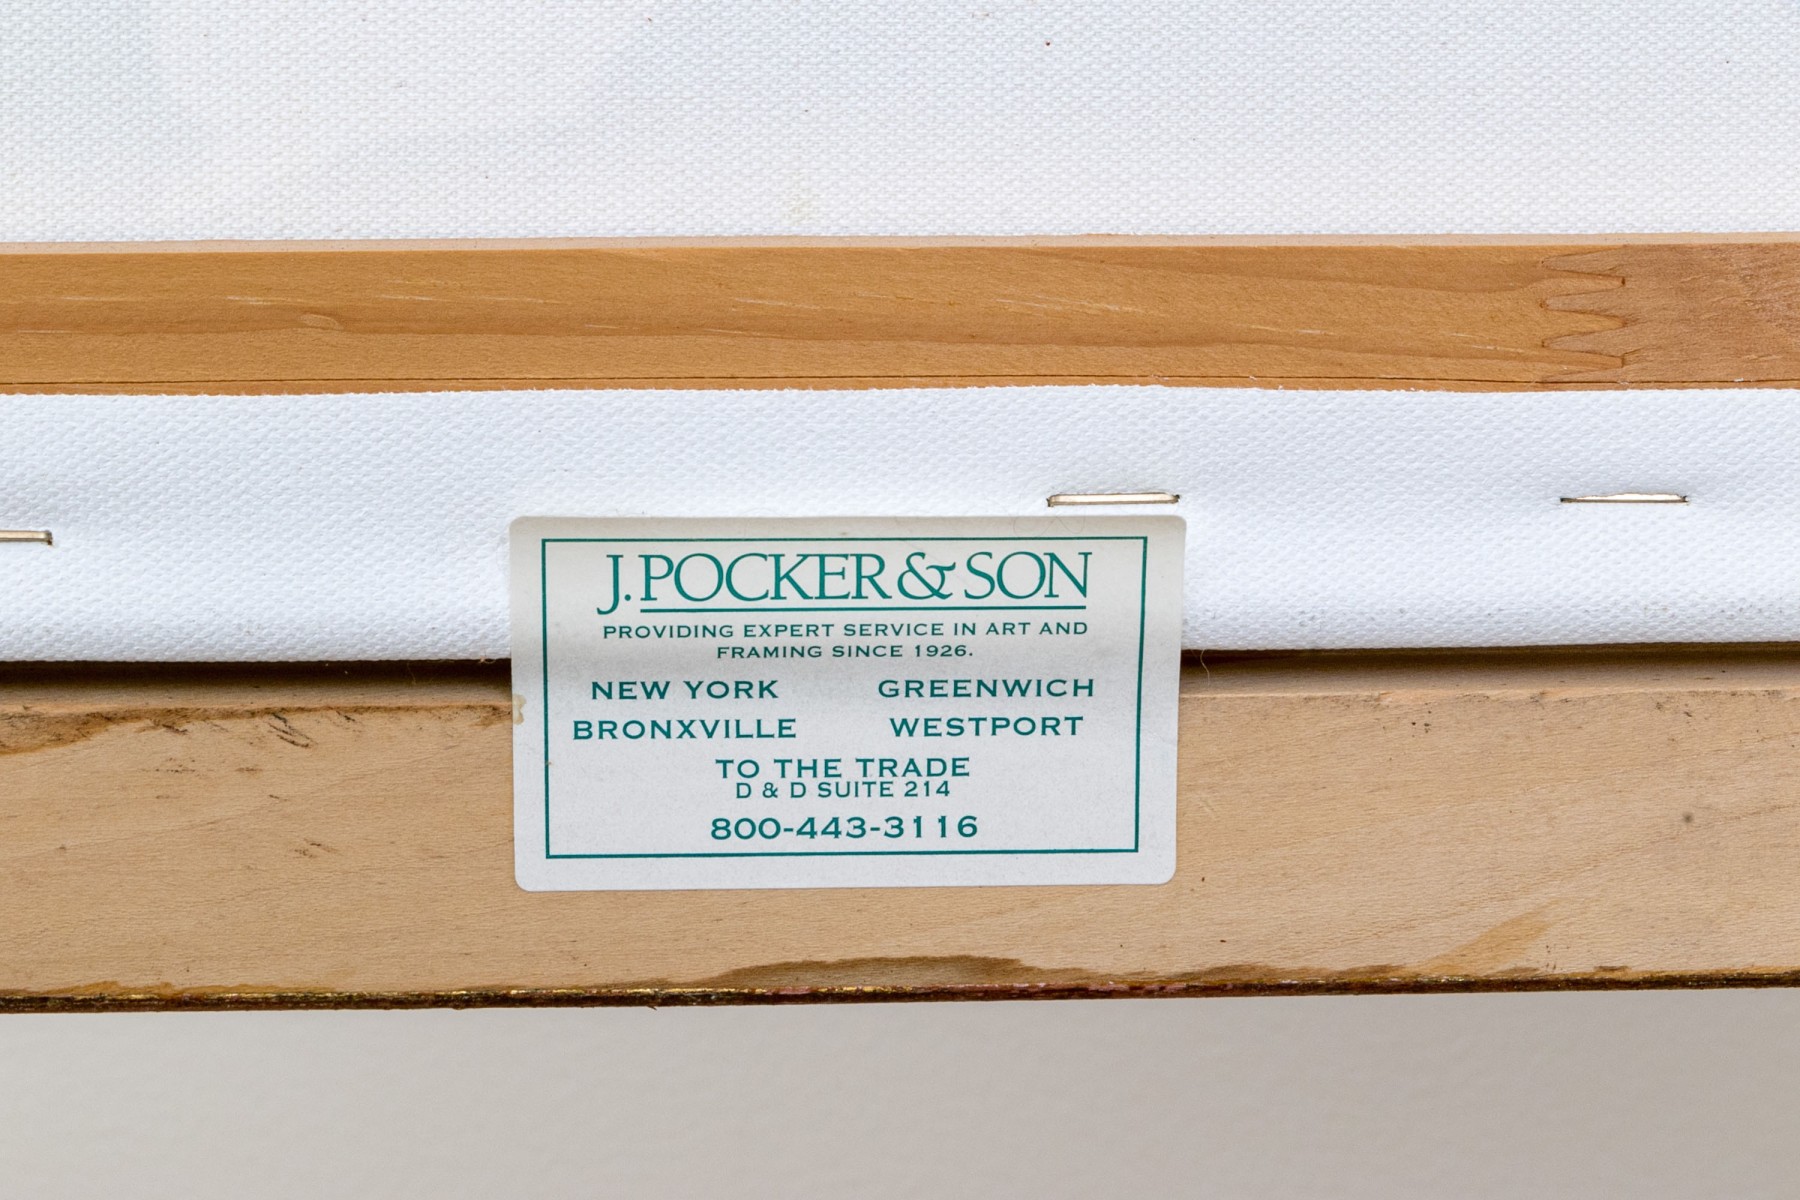 J. POCKER & SON
PROVIDING EXPERT SERVICE IN ART AND
FRAMING SINCE 1926.
NEW YORK GREENWICH
BRONXVILLE WESTPORT
TO THE TRADE
D & D SUITE 214
800-443-3116